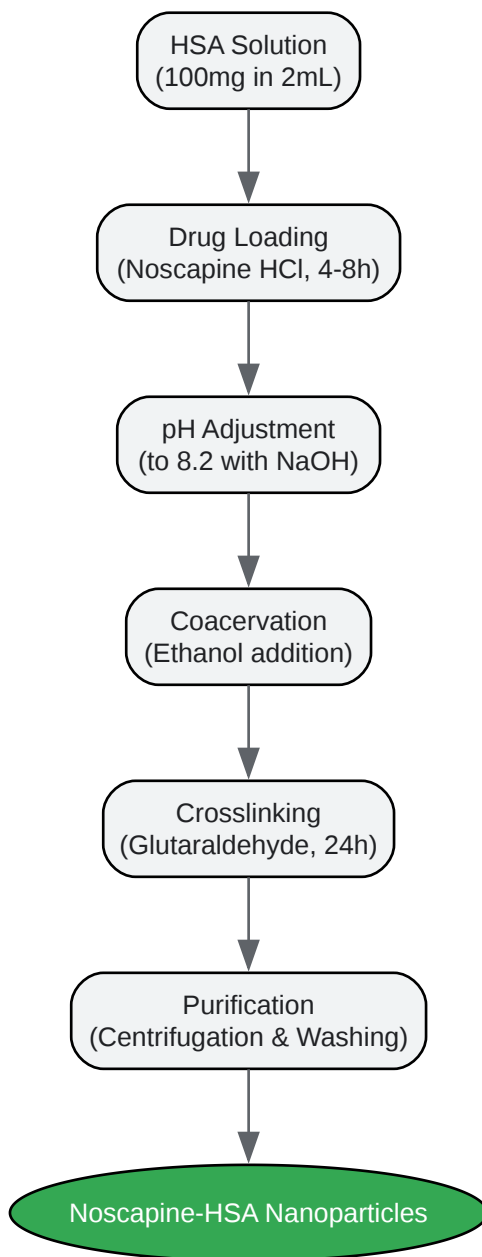 HSA Solution
(100mg in 2mL)
Drug Loading
(Noscapine HCl, 4-8h)
pH Adjustment
(to 8.2 with NaOH)
Coacervation
(Ethanol addition)
Crosslinking
(Glutaraldehyde, 24h)
Purification
(Centrifugation & Washing)
Noscapine-HSA Nanoparticles